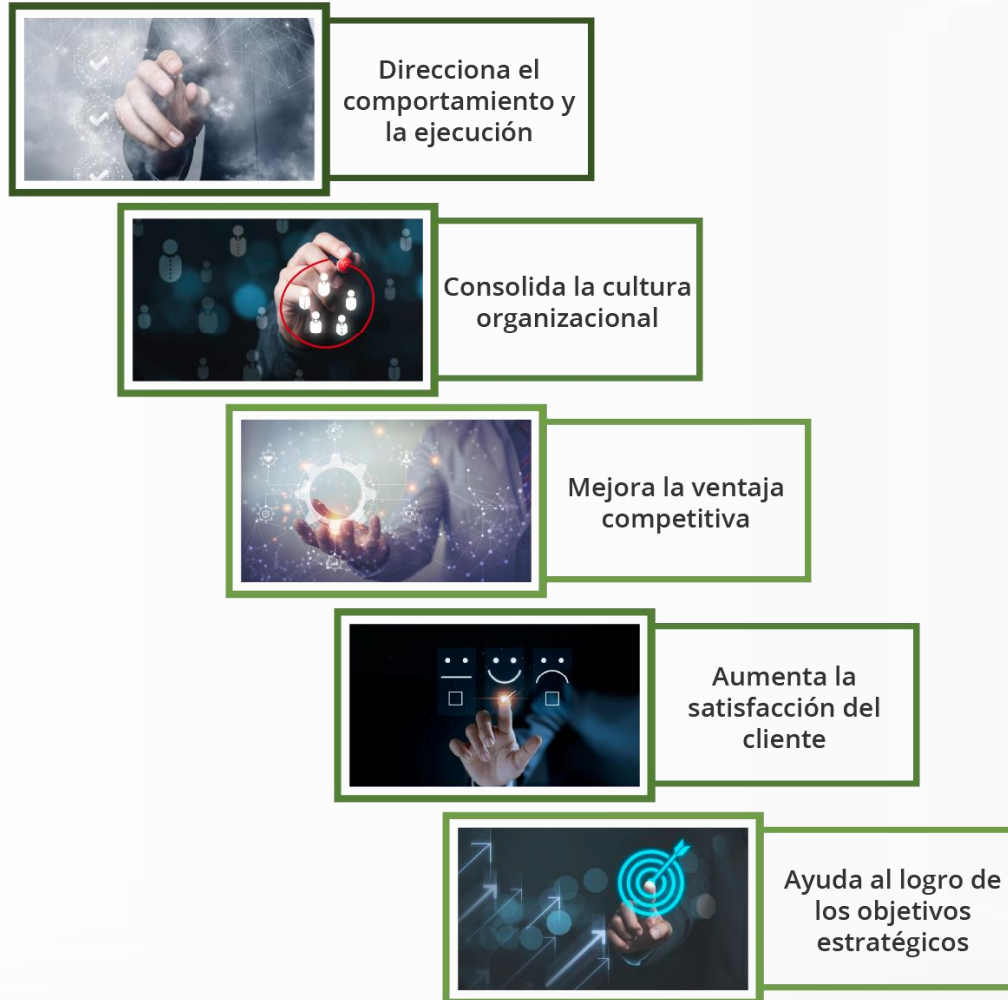 Direcciona el
comportamiento y
la ejecución
Consolida la cultura
organizacional
Mejora la ventaja
competitiva
Aumenta la
satisfacción del
cliente
Ayuda al logro de
los objetivos
estratégicos